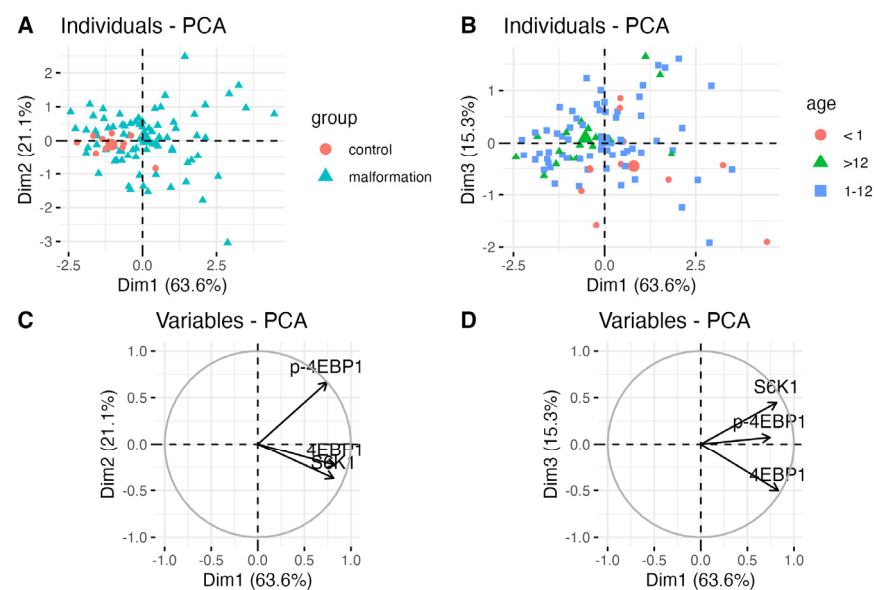 A Individuals - PCA
Dim2 (21.1%)
2
1
0
-1
-2
-3
-2.5 0.0 2.5
Dim1 (63.6%)
group
control
malformation
B Individuals - PCA
Dim3 (15.3%)
1
0
-1
-2
-2.5 0.0 2.5
Dim1 (63.6%)
age
< 1
>12
1-12
C Variables - PCA
Dim2 (21.1%)
1.0
0.5
0.0
-0.5
-1.0
p-4EBP1
4EBP1
S6K1
-1.0 -0.5 0.0 0.5 1.0
Dim1 (63.6%)
D Variables - PCA
Dim3 (15.3%)
1.0
0.5
0.0
-0.5
-1.0
S6K1
p-4EBP1
4EBP1
-1.0 -0.5 0.0 0.5 1.0
Dim1 (63.6%)